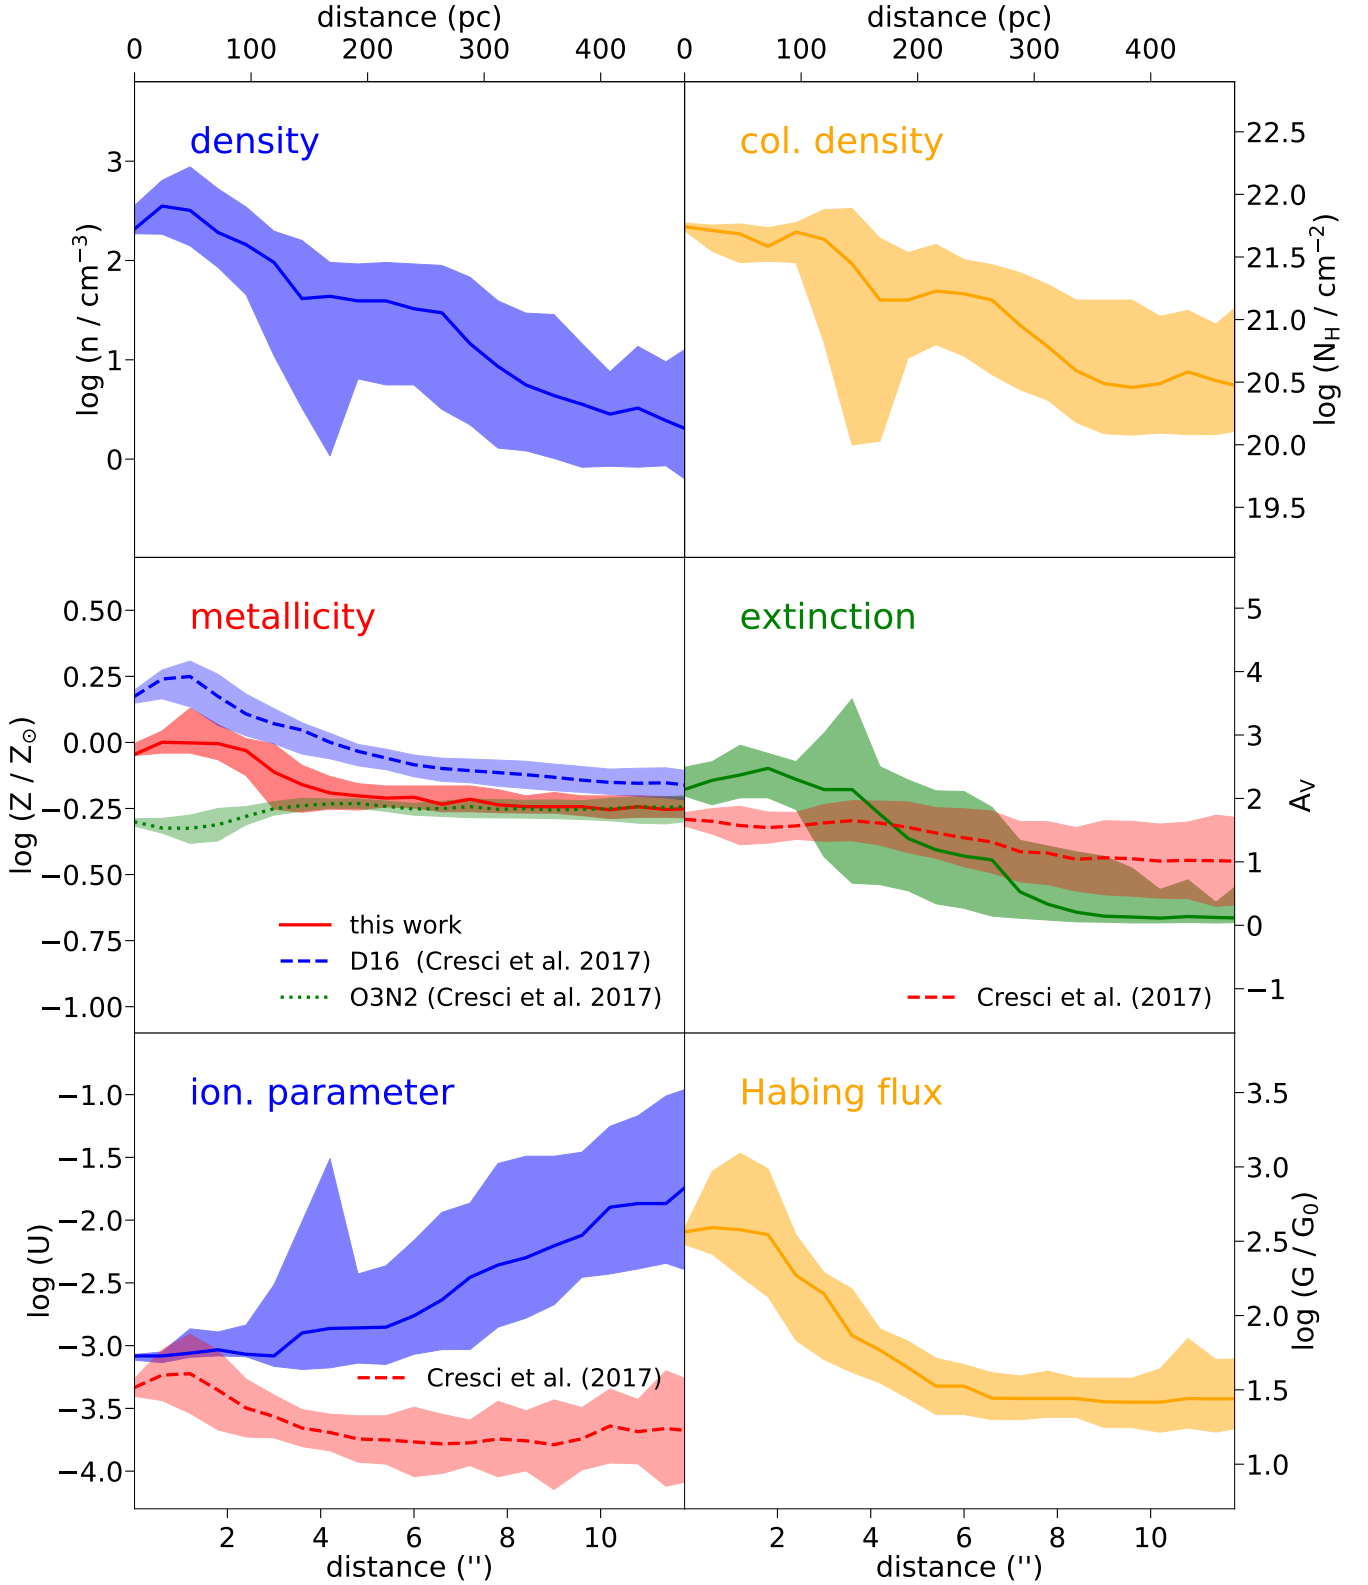 distance (pc)
distance (pc)
0 100 200 300 400
0 100 200 300 400
density
3
2
1
0
log (n / cm⁻³)
col. density
22.5
22.0
21.5
21.0
20.5
20.0
19.5
log (N_H / cm⁻²)
metallicity
0.50
0.25
0.00
−0.25
−0.50
−0.75
−1.00
log (Z / Z☉)
this work
D16 (Cresci et al. 2017)
O3N2 (Cresci et al. 2017)
extinction
5
4
3
2
1
0
−1
Aᵥ
Cresci et al. (2017)
ion. parameter
−1.0
−1.5
−2.0
−2.5
−3.0
−3.5
−4.0
log (U)
Cresci et al. (2017)
Habing flux
3.5
3.0
2.5
2.0
1.5
1.0
log (G / G₀)
2 4 6 8 10
2 4 6 8 10
distance ('')
distance ('')